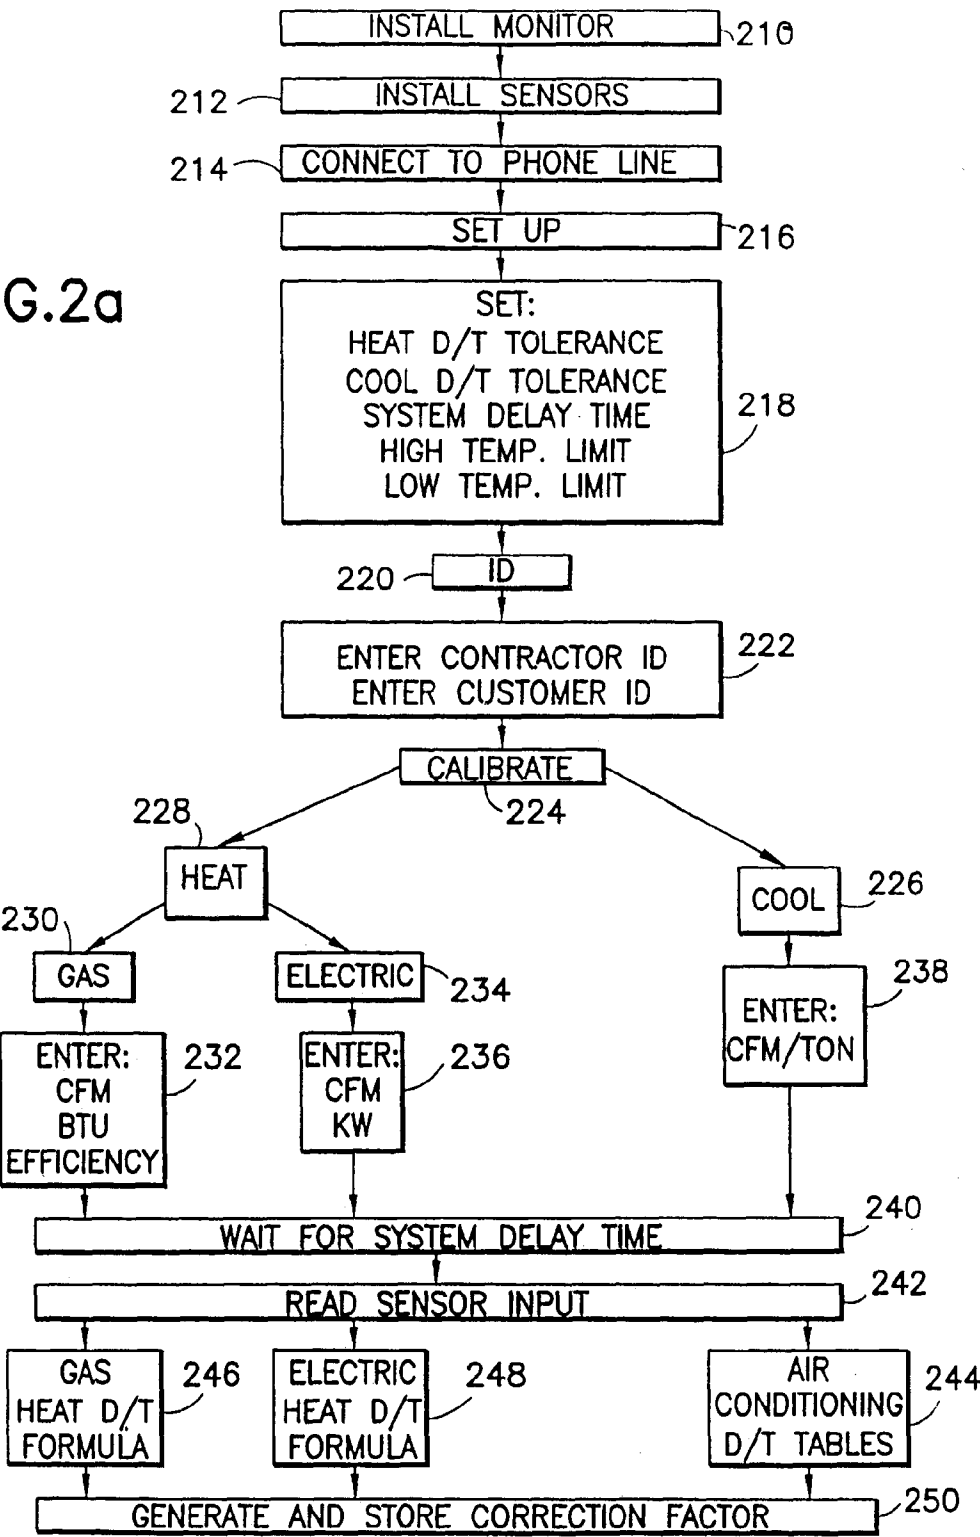 INSTALL MONITOR
210
212
INSTALL SENSORS
214
CONNECT TO PHONE LINE
SET UP
216
G.2a
SET:
HEAT D/T TOLERANCE
COOL D/T TOLERANCE
SYSTEM DELAY TIME
HIGH TEMP. LIMIT
LOW TEMP. LIMIT
218
220
ID
222
ENTER CONTRACTOR ID
ENTER CUSTOMER ID
CALIBRATE
224
228
HEAT
COOL
226
230
GAS
ELECTRIC
234
238
ENTER:
CFM/TON
ENTER:
CFM
BTU
EFFICIENCY
232
ENTER:
CFM
KW
236
240
WAIT FOR SYSTEM DELAY TIME
242
READ SENSOR INPUT
GAS
HEAT D/T
FORMULA
246
ELECTRIC
HEAT D/T
FORMULA
248
AIR
CONDITIONING
D/T TABLES
244
GENERATE AND STORE CORRECTION FACTOR
250